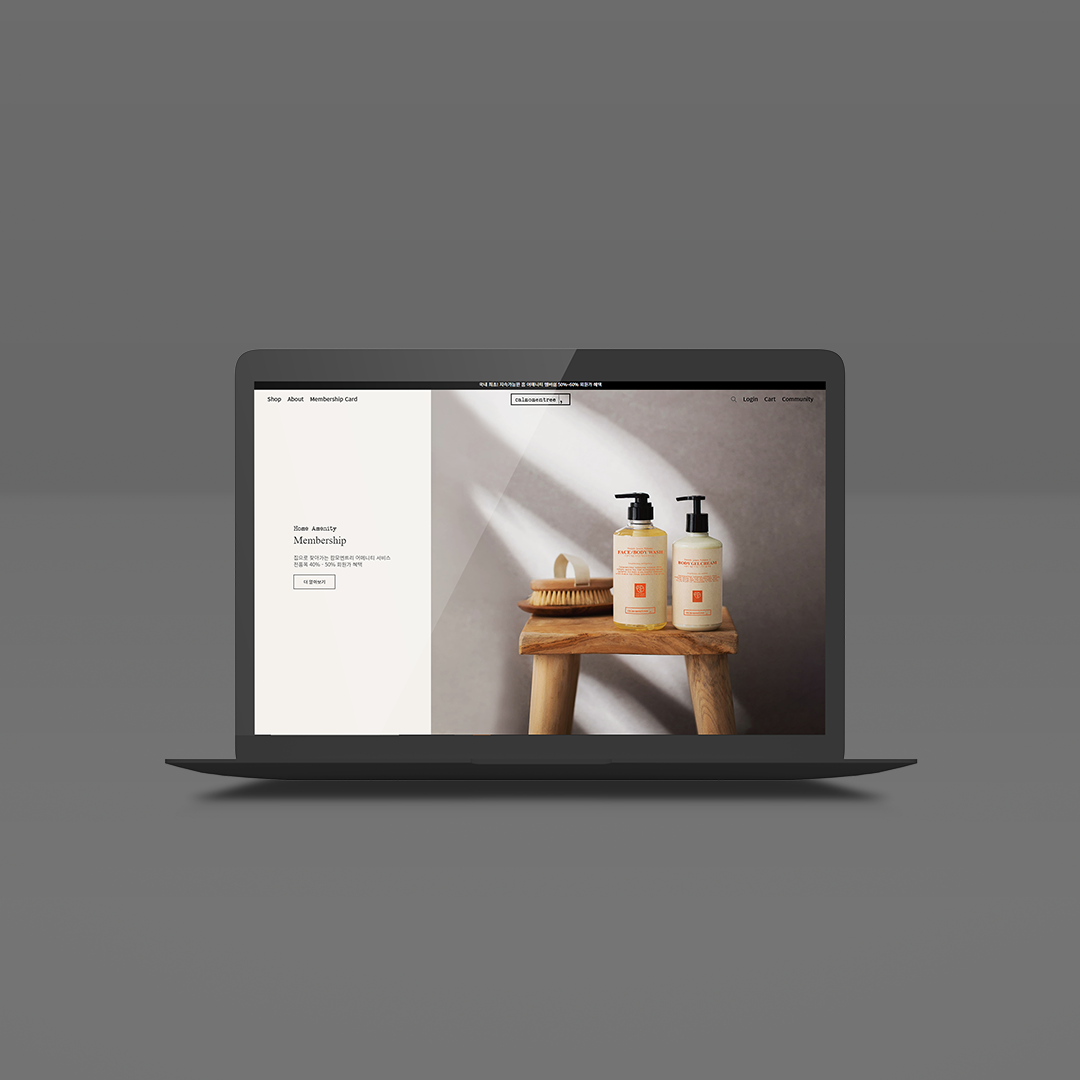 국내 최초! 지속가능한 홈 어메니티 멤버쉽 50%~60% 회원가 혜택
Shop About Membership Card
calmomentree ,
Login Cart Community
Home Amenity
Membership
집으로 찾아가는 캄모멘트리 어메니티 서비스
전품목 40% - 50% 회원가 혜택
더 알아보기
FACE/BODY WASH
BODY GEL CREAM